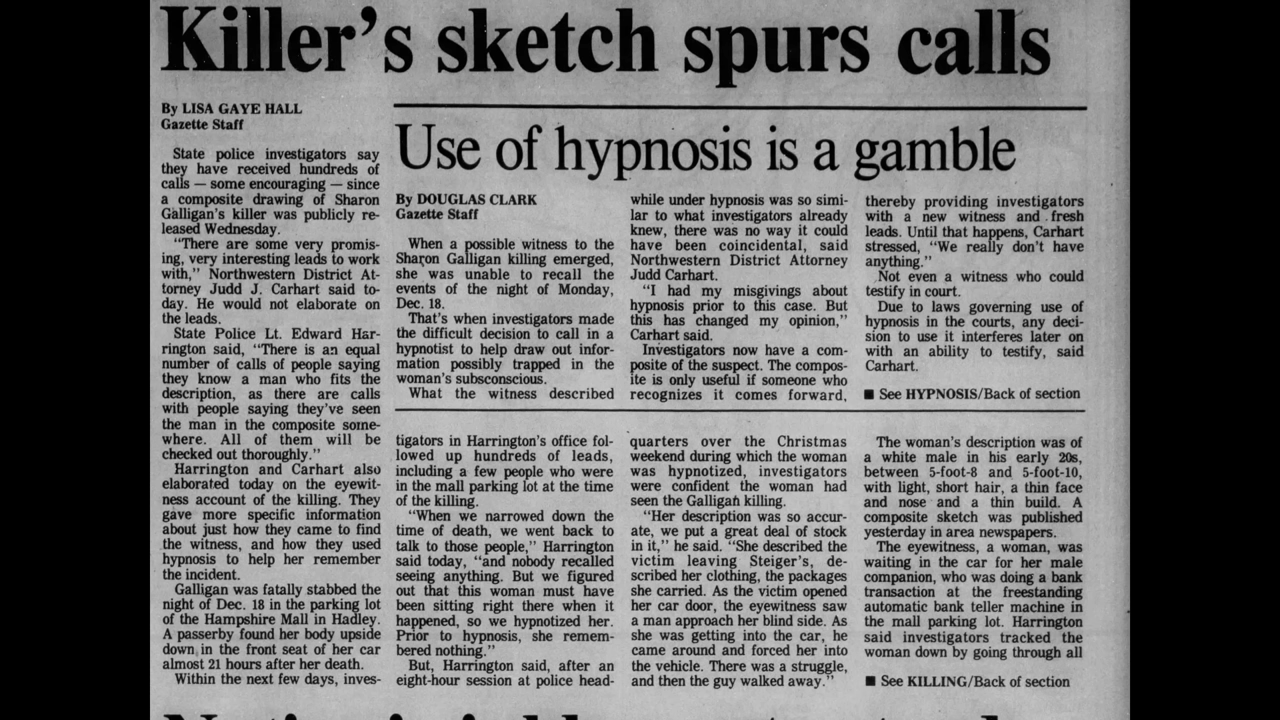 Killer's sketch spurs calls
By LISA GAYE HALL
Gazette Staff
State police investigators say
they have received hundreds of
calls — some encouraging — since
a composite drawing of Sharon
Galligan's killer was publicly re-
leased Wednesday.
"There are some very promis-
ing, very interesting leads to work
with," Northwestern District At-
torney Judd J. Carhart said to-
day. He would not elaborate on
the leads.
State Police Lt. Edward Har-
rington said, "There is an equal
number of calls of people saying
they know a man who fits the
description, as there are calls
with people saying they've seen
the man in the composite some-
where. All of them will be
checked out thoroughly."
Harrington and Carhart also
elaborated today on the eyewit-
ness account of the killing. They
gave more specific information
about just how they came to find
the witness, and how they used
hypnosis to help her remember
the incident.
Galligan was fatally stabbed the
night of Dec. 18 in the parking lot
of the Hampshire Mall in Hadley.
A passerby found her body upside
down in the front seat of her car
almost 21 hours after her death.
Within the next few days, inves-
Use of hypnosis is a gamble
By DOUGLAS CLARK
Gazette Staff
When a possible witness to the
Sharon Galligan killing emerged,
she was unable to recall the
events of the night of Monday,
Dec. 18.
That's when investigators made
the difficult decision to call in a
hypnotist to help draw out infor-
mation possibly trapped in the
woman's subsconscious.
What the witness described
while under hypnosis was so simi-
lar to what investigators already
knew, there was no way it could
have been coincidental, said
Northwestern District Attorney
Judd Carhart.
"I had my misgivings about
hypnosis prior to this case. But
this has changed my opinion,"
Carhart said.
Investigators now have a com-
posite of the suspect. The compos-
ite is only useful if someone who
recognizes it comes forward,
thereby providing investigators
with a new witness and fresh
leads. Until that happens, Carhart
stressed, "We really don't have
anything."
Not even a witness who could
testify in court.
Due to laws governing use of
hypnosis in the courts, any deci-
sion to use it interferes later on
with an ability to testify, said
Carhart.
■ See HYPNOSIS/Back of section
tigators in Harrington's office fol-
lowed up hundreds of leads,
including a few people who were
in the mall parking lot at the time
of the killing.
"When we narrowed down the
time of death, we went back to
talk to those people," Harrington
said today, "and nobody recalled
seeing anything. But we figured
out that this woman must have
been sitting right there when it
happened, so we hypnotized her.
Prior to hypnosis, she remem-
bered nothing."
But, Harrington said, after an
eight-hour session at police head-
quarters over the Christmas
weekend during which the woman
was hypnotized, investigators
were confident the woman had
seen the Galligan killing.
"Her description was so accur-
ate, we put a great deal of stock
in it," he said. "She described the
victim leaving Steiger's, de-
scribed her clothing, the packages
she carried. As the victim opened
her car door, the eyewitness saw
a man approach her blind side. As
she was getting into the car, he
came around and forced her into
the vehicle. There was a struggle,
and then the guy walked away."
The woman's description was of
a white male in his early 20s,
between 5-foot-8 and 5-foot-10,
with light, short hair, a thin face
and nose and a thin build. A
composite sketch was published
yesterday in area newspapers.
The eyewitness, a woman, was
waiting in the car for her male
companion, who was doing a bank
transaction at the freestanding
automatic bank teller machine in
the mall parking lot. Harrington
said investigators tracked the
woman down by going through all
■ See KILLING/Back of section